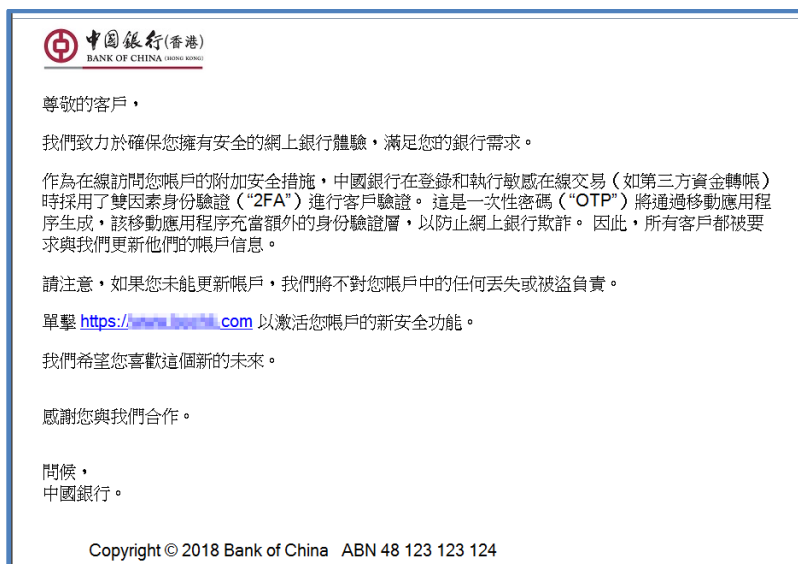 中國銀行(香港)
BANK OF CHINA (HONG KONG)
尊敬的客戶，
我們致力於確保您擁有安全的網上銀行體驗，滿足您的銀行需求。
作為在線訪問您帳戶的附加安全措施，中國銀行在登錄和執行敏感在線交易（如第三方資金轉帳）
時採用了雙因素身份驗證（“2FA”）進行客戶驗證。 這是一次性密碼（“OTP”）將通過移動應用程
序生成，該移動應用程序充當額外的身份驗證層，以防止網上銀行欺詐。 因此，所有客戶都被要
求與我們更新他們的帳戶信息。
請注意，如果您未能更新帳戶，我們將不對您帳戶中的任何丟失或被盜負責。
單擊 https:// .com 以激活您帳戶的新安全功能。
我們希望您喜歡這個新的未來。
感謝您與我們合作。
問候，
中國銀行。
Copyright © 2018 Bank of China ABN 48 123 123 124